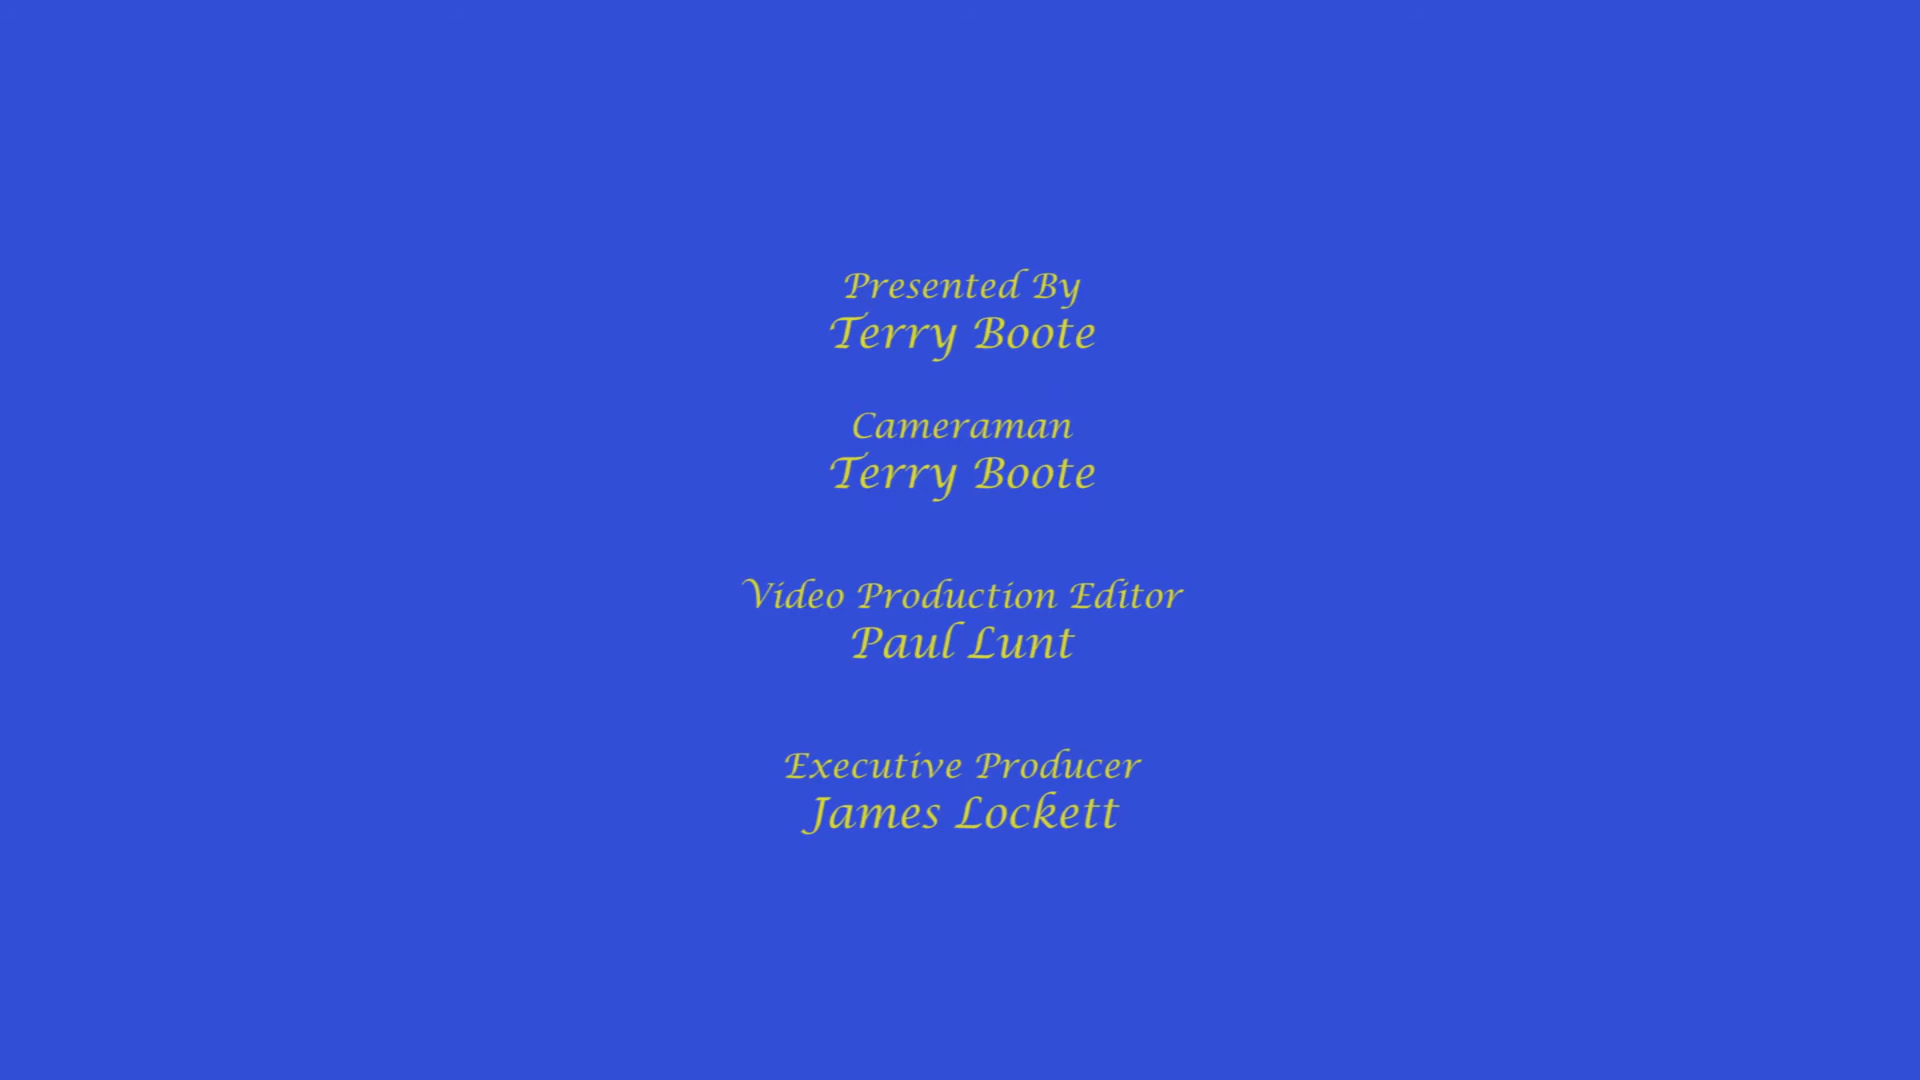 Presented By
Terry Boote
Cameraman
Terry Boote
Video Production Editor
Paul Lunt
Executive Producer
James Lockett